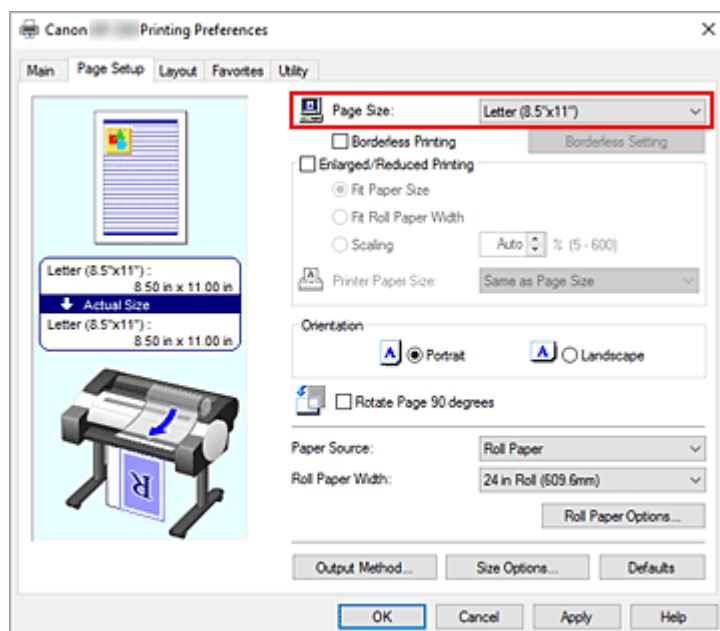 Canon Printing Preferences
Main Page Setup Layout Favorites Utility
Page Size: Letter (8.5"x11")
Borderless Printing Borderless Setting
Enlarged/Reduced Printing
Fit Paper Size
Fit Roll Paper Width
Scaling Auto % (5 - 600)
Printer Paper Size: Same as Page Size
Letter (8.5"x11") :
8.50 in x 11.00 in
Actual Size
Letter (8.5"x11") :
8.50 in x 11.00 in
Orientation
A Portrait A Landscape
Rotate Page 90 degrees
R
Paper Source: Roll Paper
Roll Paper Width: 24 in Roll (609.6mm)
Roll Paper Options...
Output Method... Size Options... Defaults
OK Cancel Apply Help